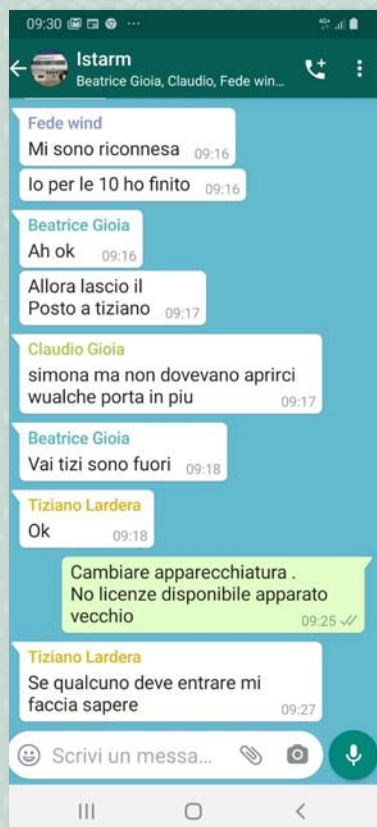 09:30
4G+
Istarm
Beatrice Gioia, Claudio, Fede win...
Fede wind
Mi sono riconnesa 09:16
Io per le 10 ho finito 09:16
Beatrice Gioia
Ah ok 09:16
Allora lascio il
Posto a tiziano 09:17
Claudio Gioia
simona ma non dovevano aprirci
wualche porta in piu 09:17
Beatrice Gioia
Vai tizi sono fuori 09:18
Tiziano Lardera
Ok 09:18
Cambiare apparecchiatura .
No licenze disponibile apparato
vecchio 09:25
Tiziano Lardera
Se qualcuno deve entrare mi
faccia sapere 09:27
Scrivi un messa...